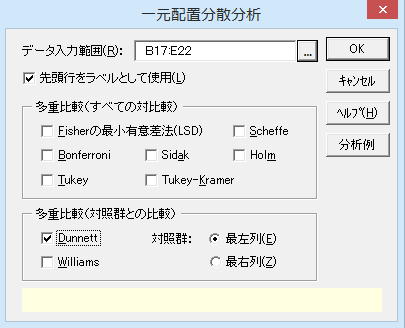 一元配置分散分析
データ入力範囲(R): B17:E22 ... OK
先頭行をラベルとして使用(L) キャンセル
多重比較(すべての対比較) ヘルプ(H)
Fisherの最小有意差法(LSD) Scheffe 分析例
Bonferroni Sidak Holm
Tukey Tukey-Kramer
多重比較(対照群との比較)
Dunnett 対照群: 最左列(E)
Williams 最右列(Z)